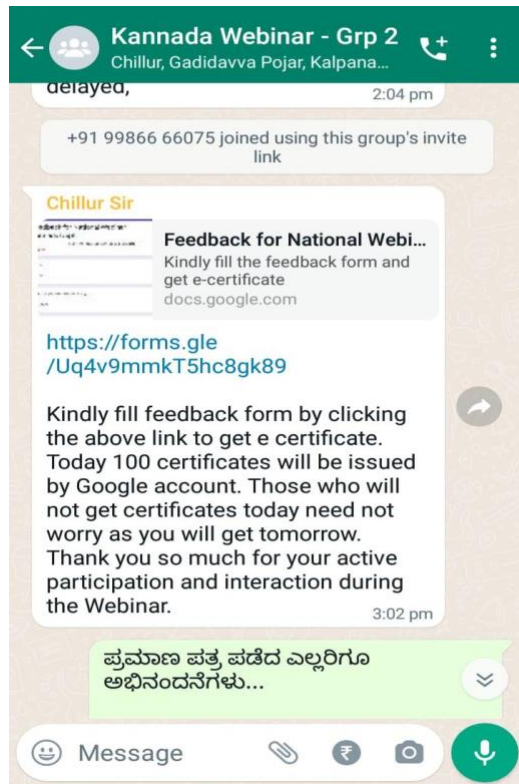 Kannada Webinar - Grp 2
Chillur, Gadidavva Pojar, Kalpana...
delayed,
2:04 pm
+91 99866 66075 joined using this group's invite
link
Chillur Sir
Feedback for National Webi...
Kindly fill the feedback form and
get e-certificate
docs.google.com
https://forms.gle
/Uq4v9mmkT5hc8gk89
Kindly fill feedback form by clicking
the above link to get e certificate.
Today 100 certificates will be issued
by Google account. Those who will
not get certificates today need not
worry as you will get tomorrow.
Thank you so much for your active
participation and interaction during
the Webinar.
3:02 pm
ಪ್ರಮಾಣ ಪತ್ರ ಪಡೆದ ಎಲ್ಲರಿಗೂ
ಅಭಿನಂದನೆಗಳು...
Message